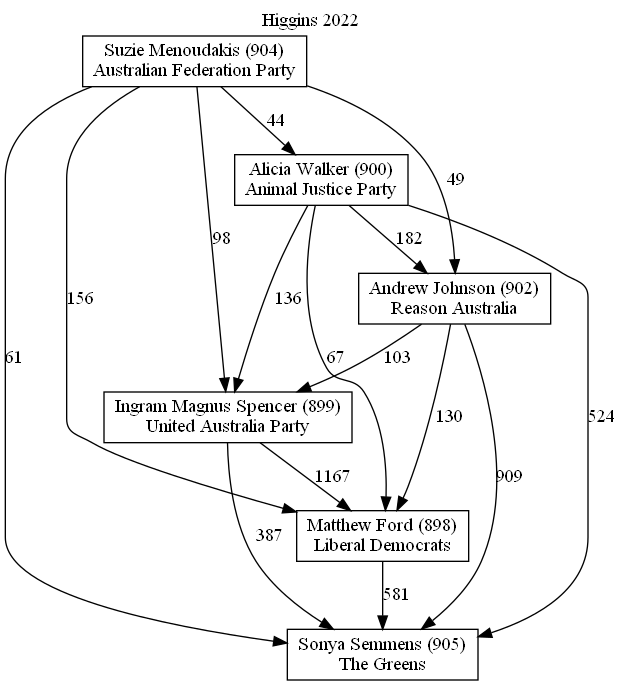 Higgins 2022
Suzie Menoudakis (904)
Australian Federation Party
44
Alicia Walker (900)
Animal Justice Party
49
98
182
156
136
Andrew Johnson (902)
Reason Australia
61
67
103
Ingram Magnus Spencer (899)
United Australia Party
130
524
1167
909
387
Matthew Ford (898)
Liberal Democrats
581
Sonya Semmens (905)
The Greens